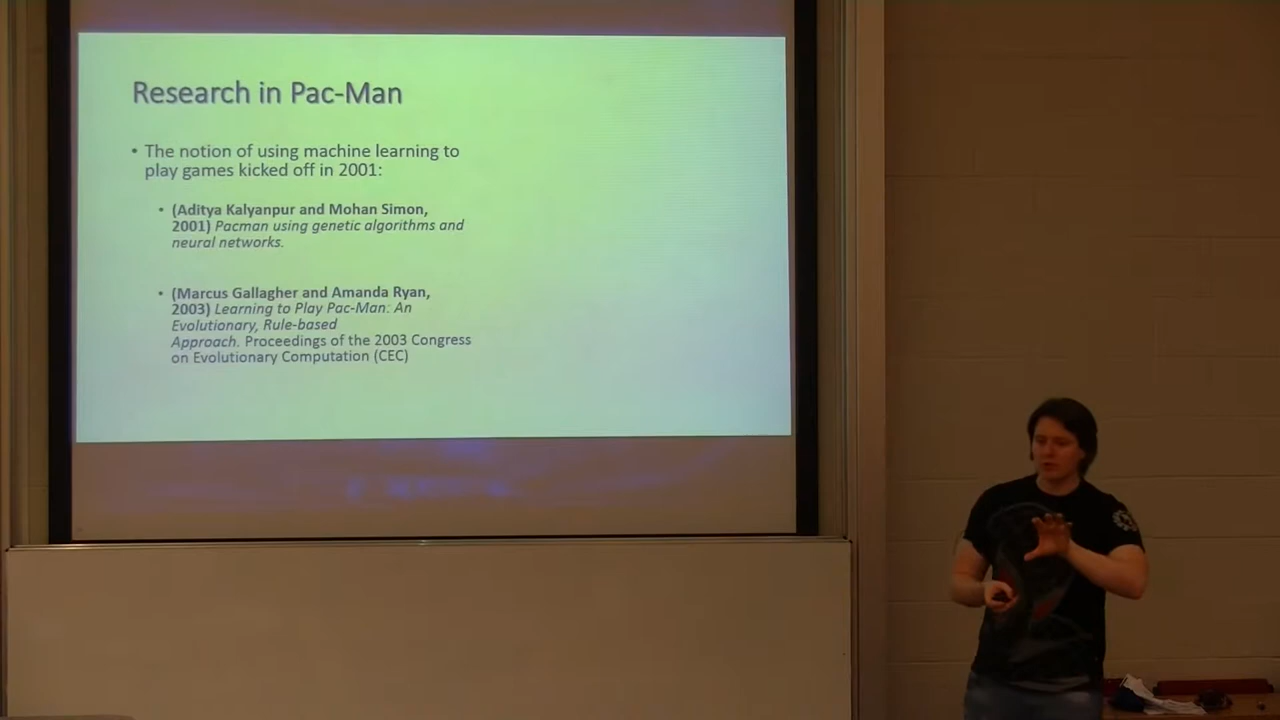 Research in Pac-Man
• The notion of using machine learning to
play games kicked off in 2001:
• (Aditya Kalyanpur and Mohan Simon,
2001) Pacman using genetic algorithms and
neural networks.
• (Marcus Gallagher and Amanda Ryan,
2003) Learning to Play Pac-Man: An
Evolutionary, Rule-based
Approach. Proceedings of the 2003 Congress
on Evolutionary Computation (CEC)